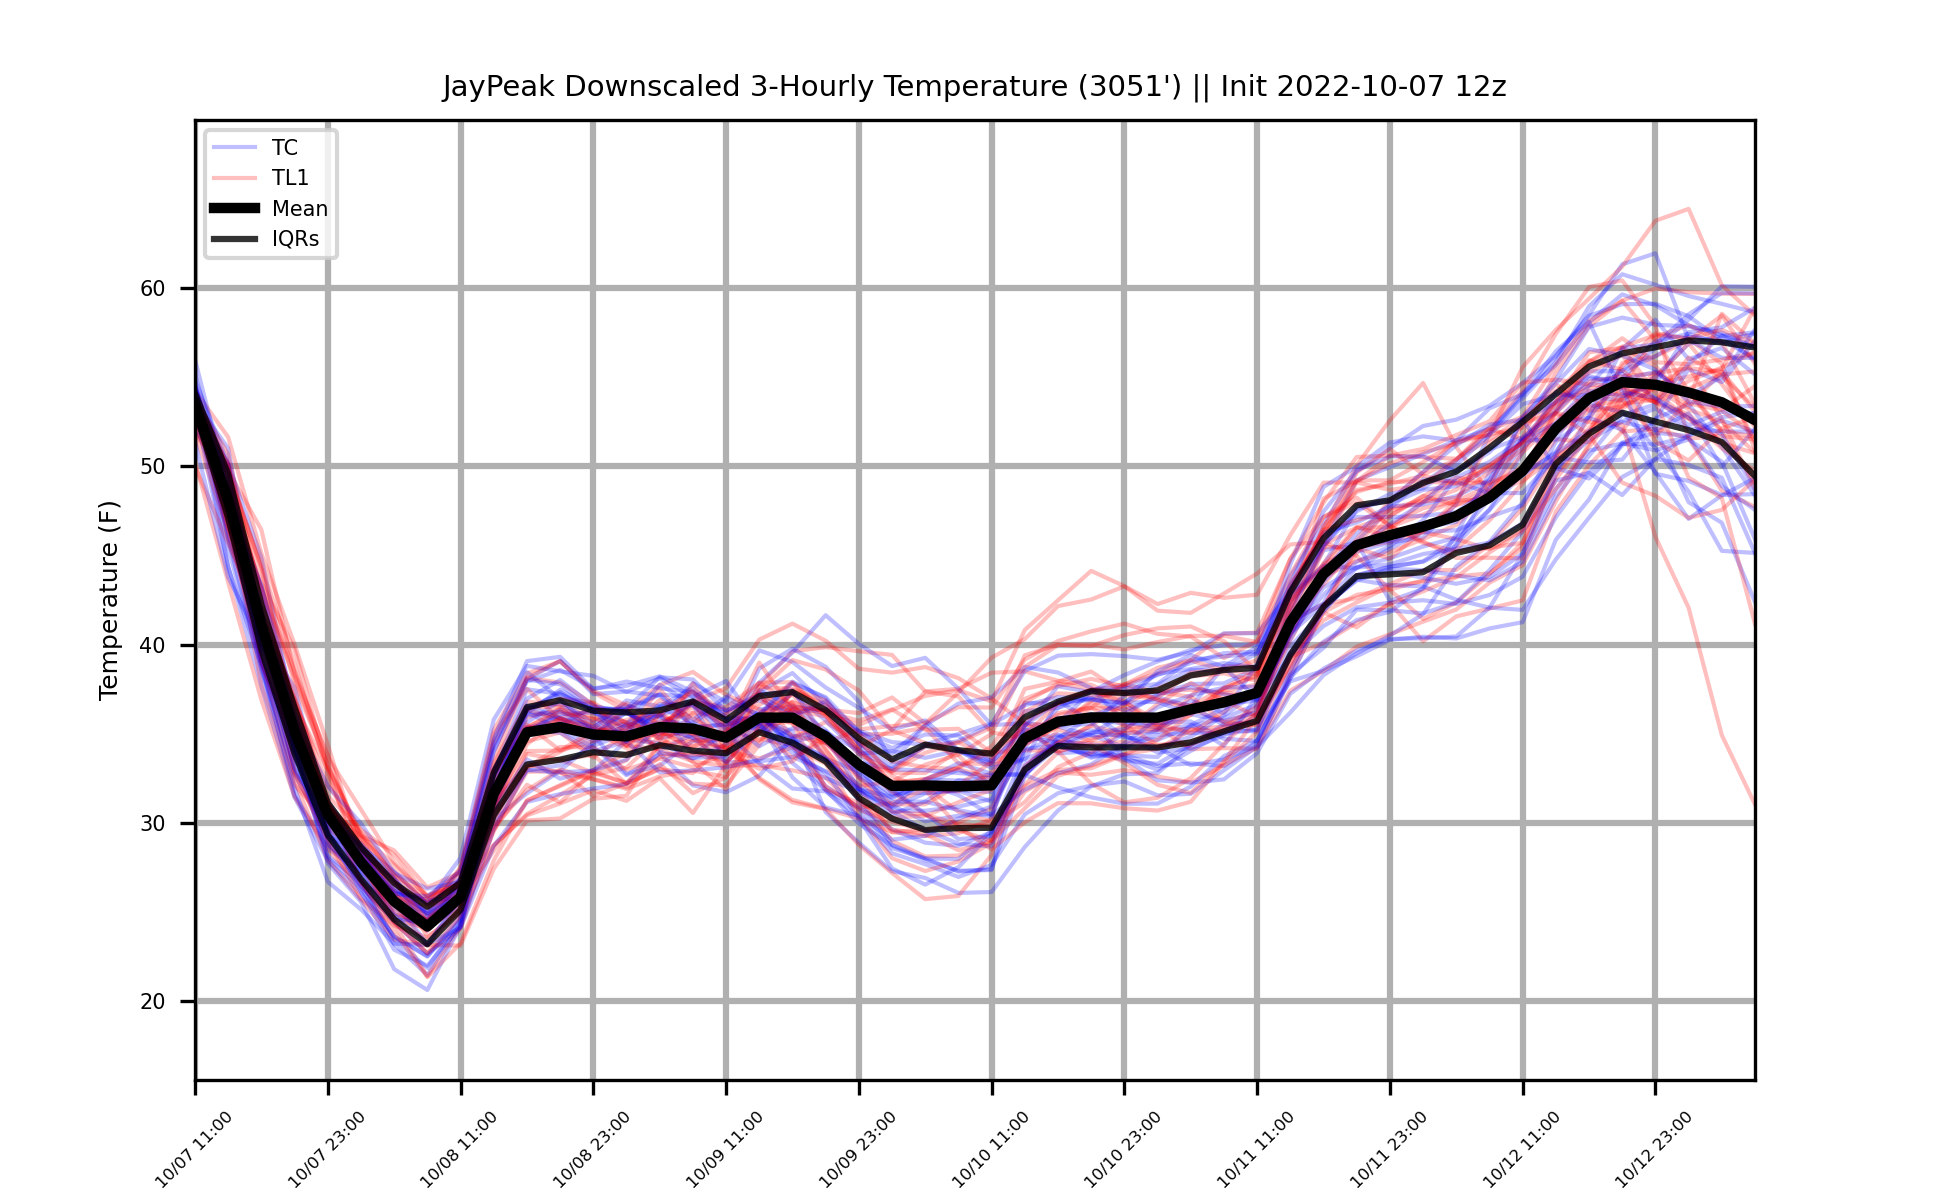 JayPeak Downscaled 3-Hourly Temperature (3051') || Init 2022-10-07 12z
TC
TL1
Mean
IQRs
Temperature (F)
60
50
40
30
20
10/07 11:00
10/07 23:00
10/08 11:00
10/08 23:00
10/09 11:00
10/09 23:00
10/10 11:00
10/10 23:00
10/11 11:00
10/11 23:00
10/12 11:00
10/12 23:00